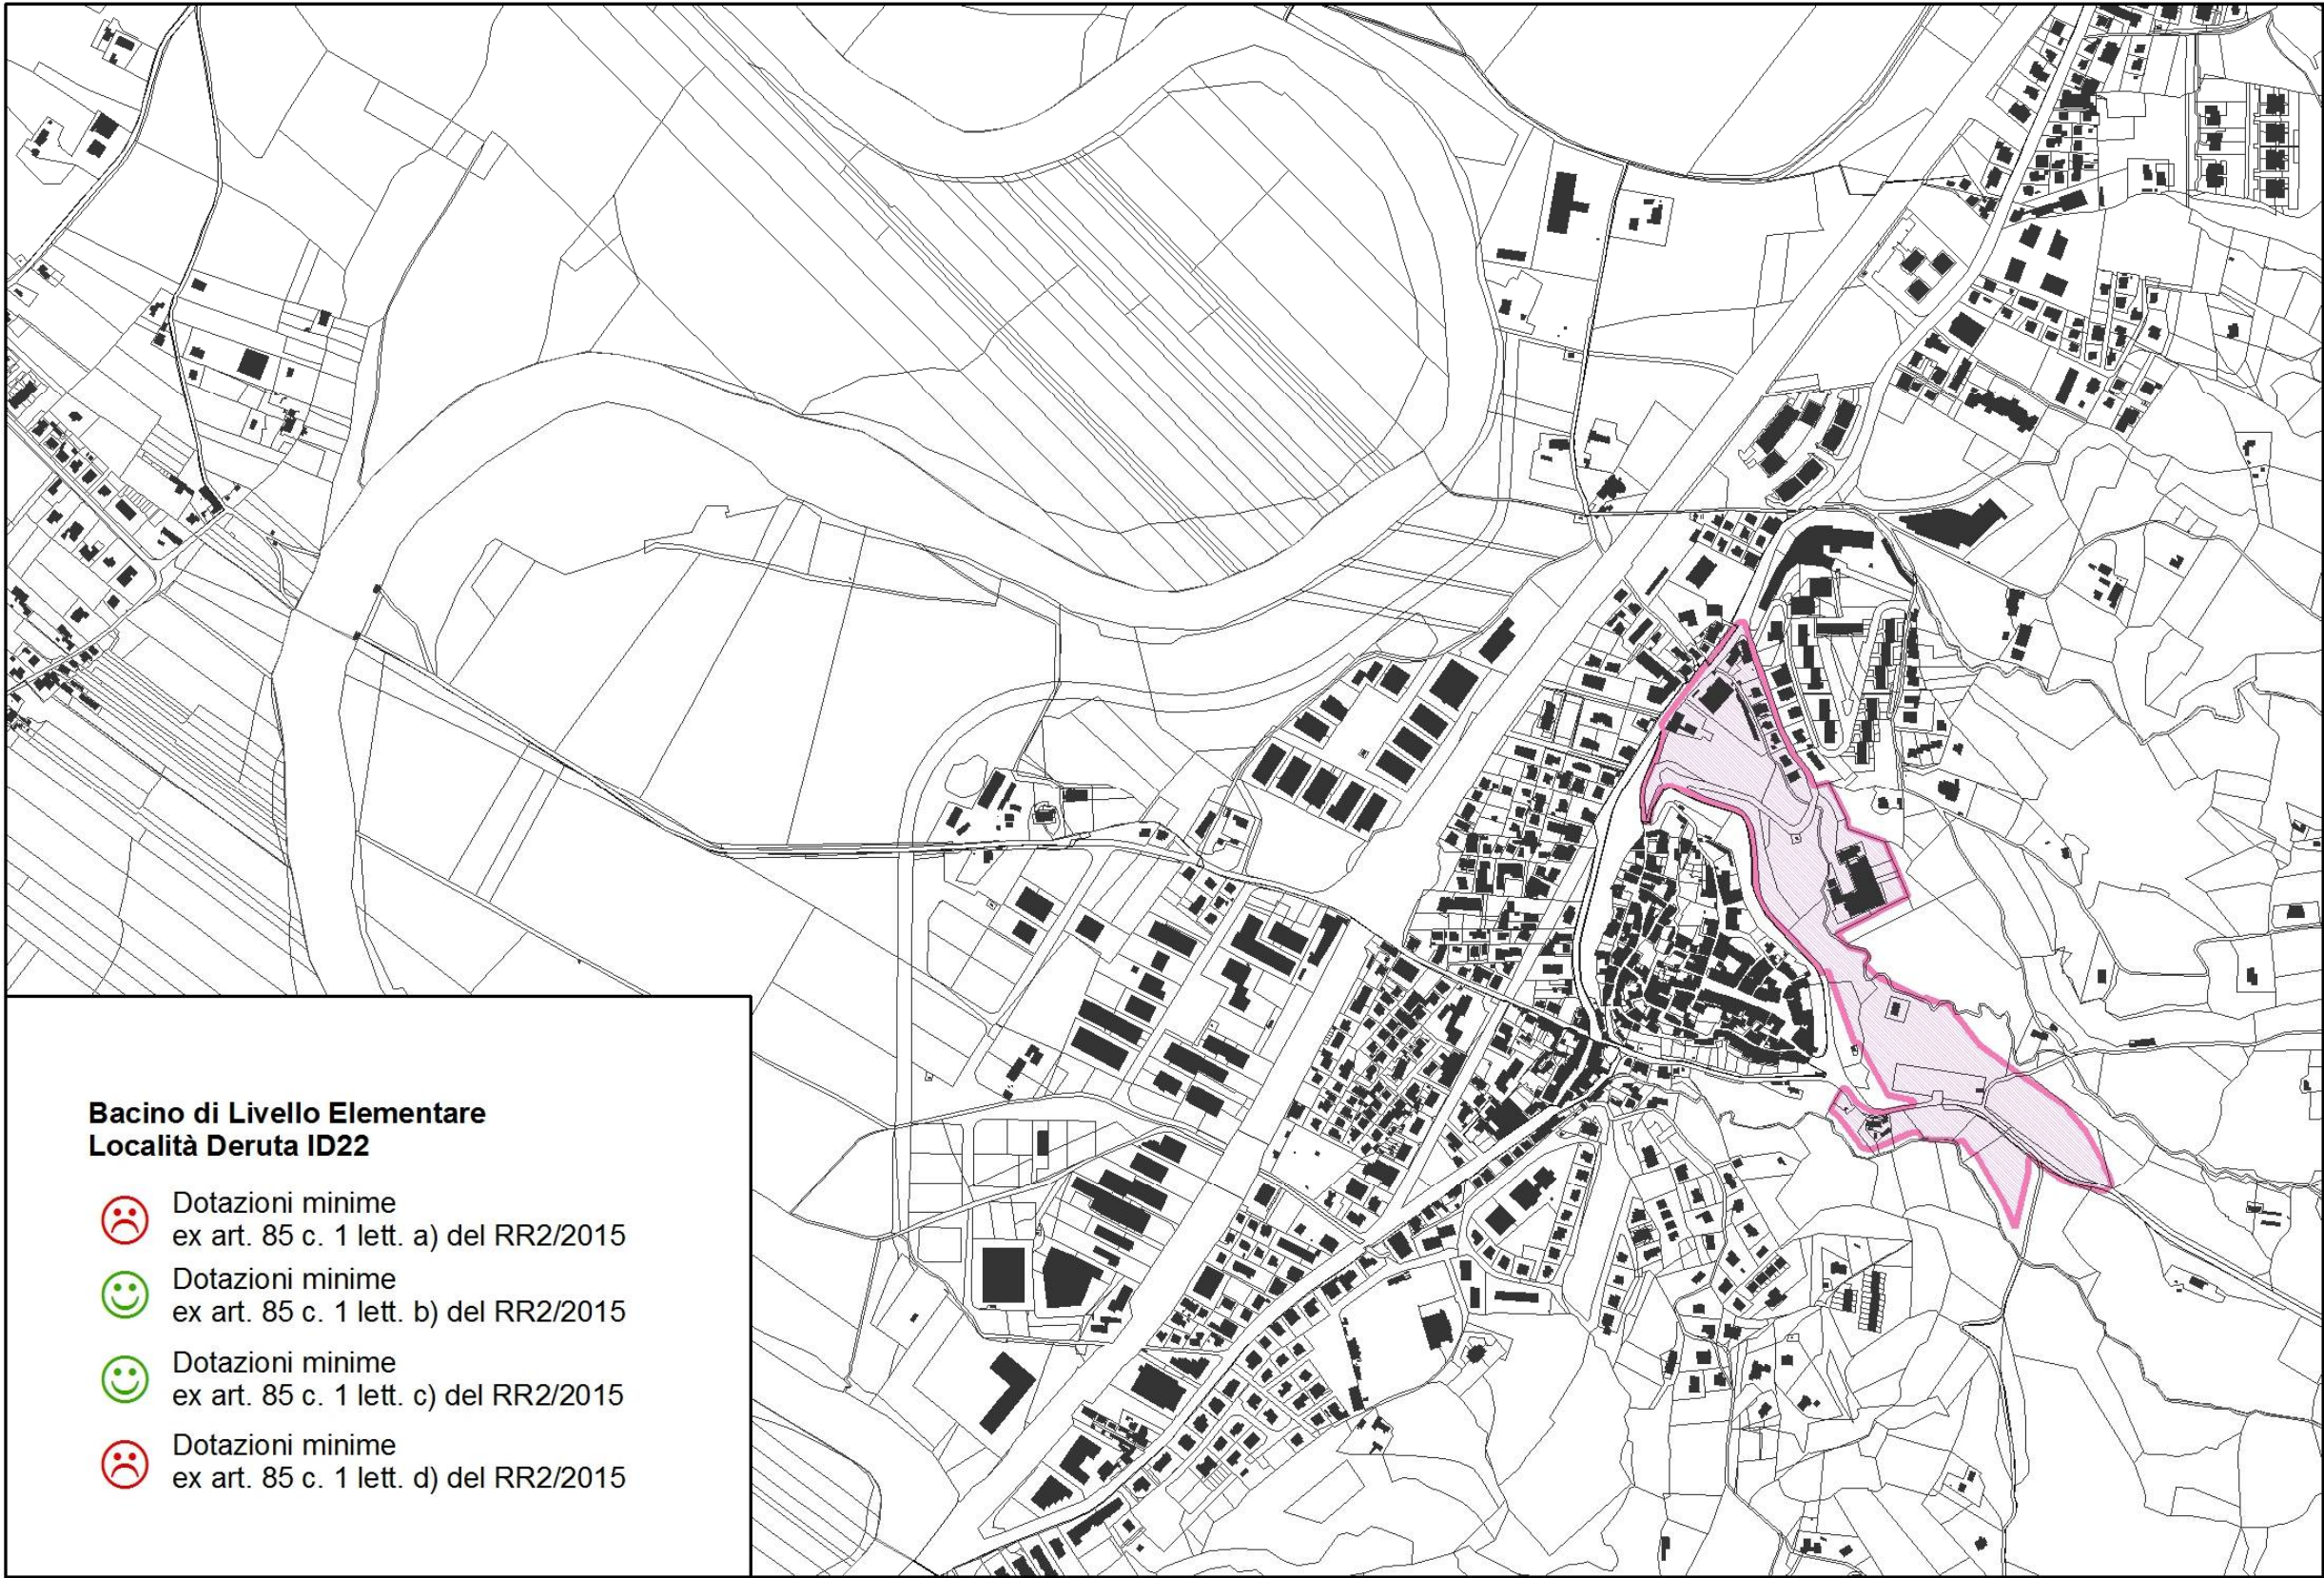 Bacino di Livello Elementare
Località Deruta ID22
Dotazioni minime
ex art. 85 c. 1 lett. a) del RR2/2015
Dotazioni minime
ex art. 85 c. 1 lett. b) del RR2/2015
Dotazioni minime
ex art. 85 c. 1 lett. c) del RR2/2015
Dotazioni minime
ex art. 85 c. 1 lett. d) del RR2/2015